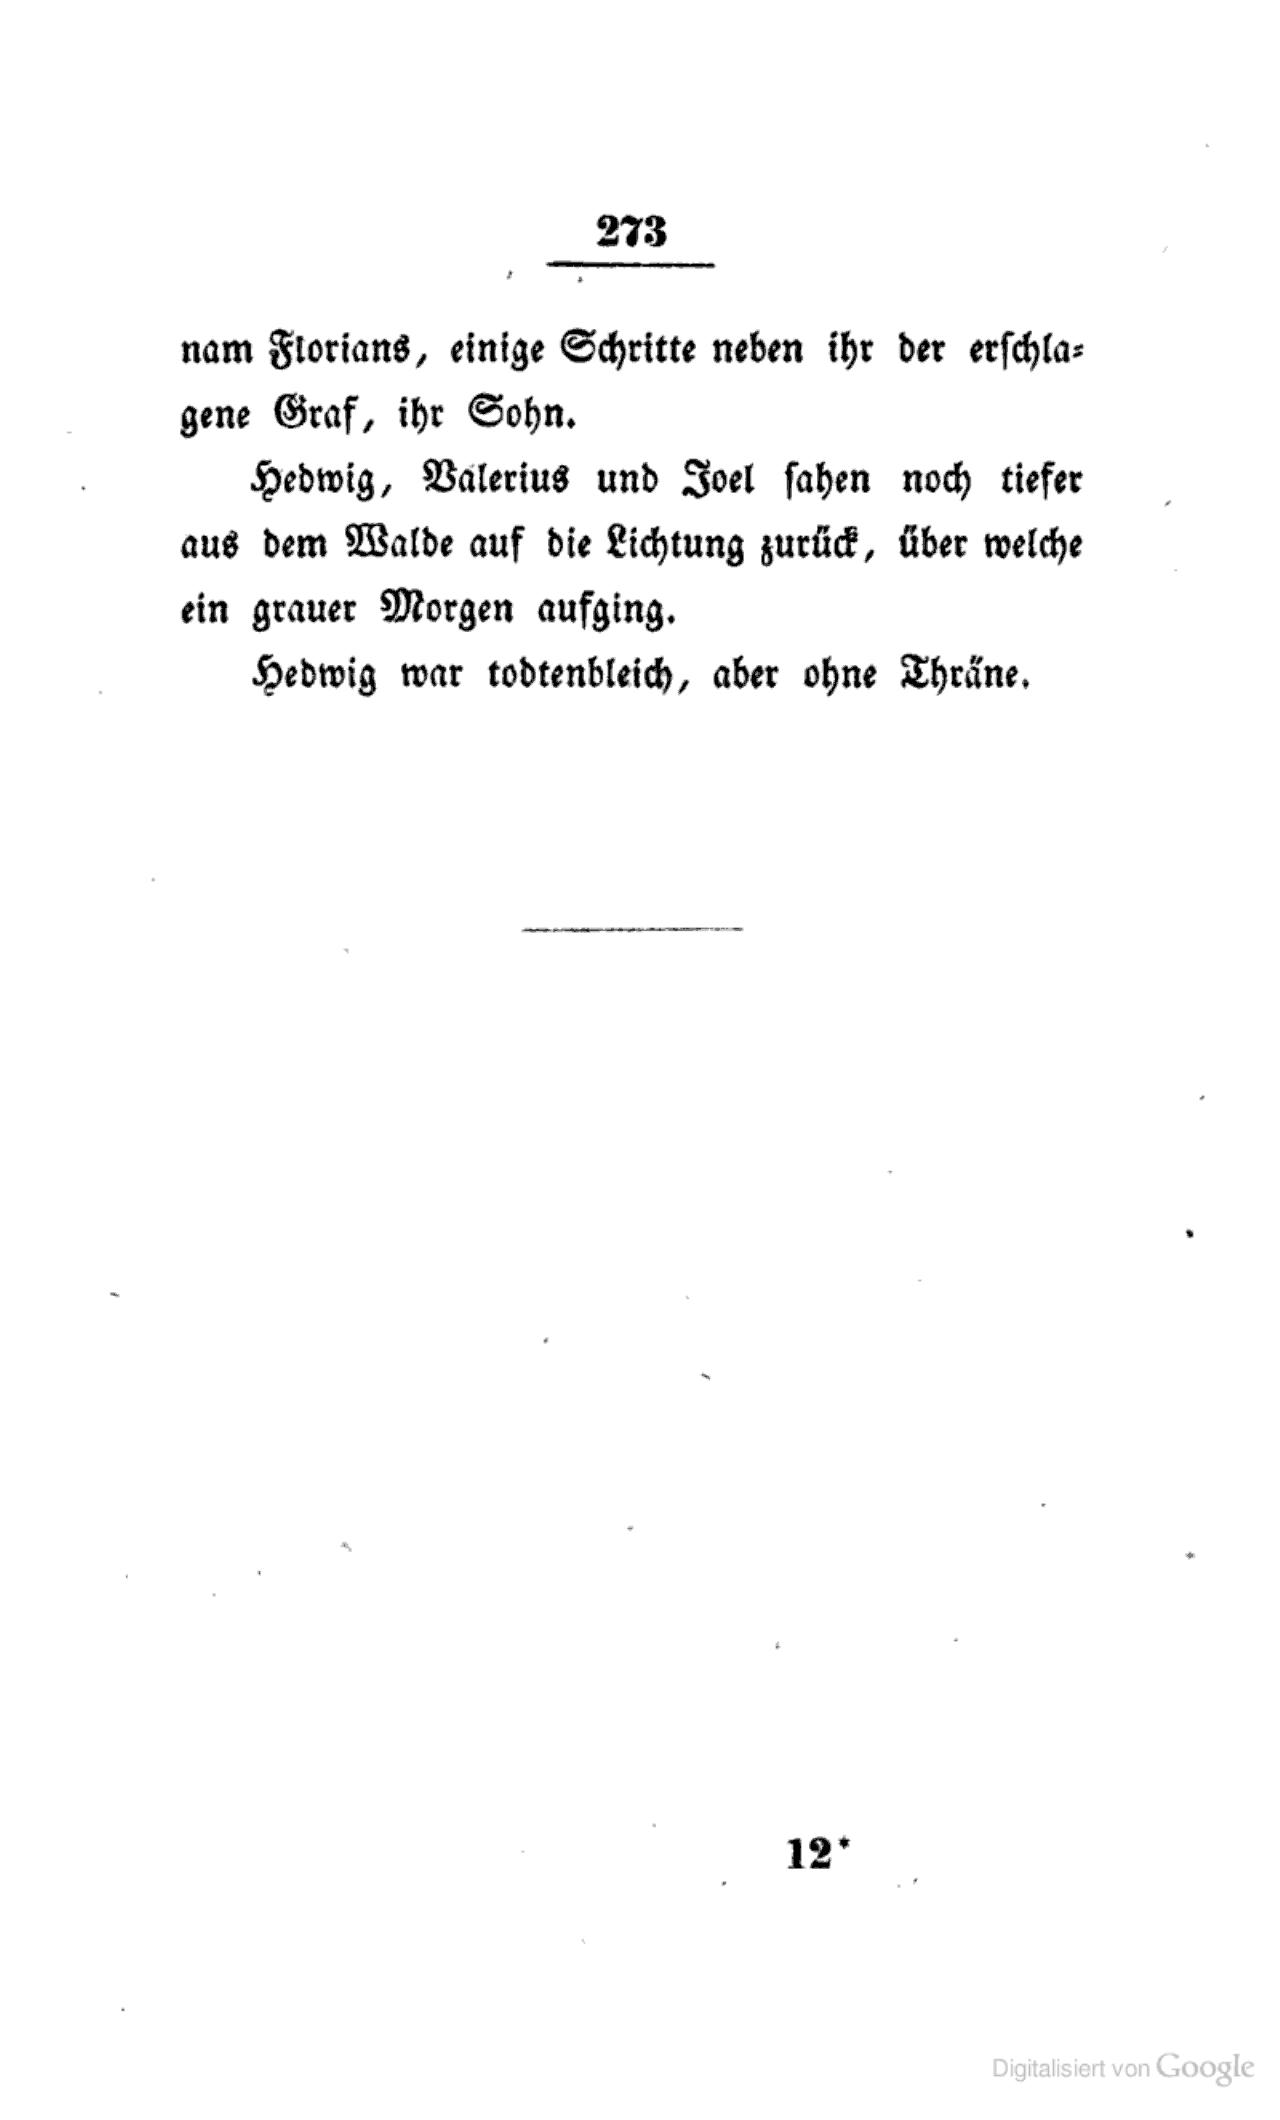 273
nam Florians, einige Schritte neben ihr der erſchla⸗
gene Graf, ihr Sohn.
Hedwig, Valerius und Joel ſahen noch tiefer
aus dem Walde auf die Lichtung zurück, über welche
ein grauer Morgen aufging.
Hedwig war todtenbleich, aber ohne Thräne.
12*
Digitalisiert von Google